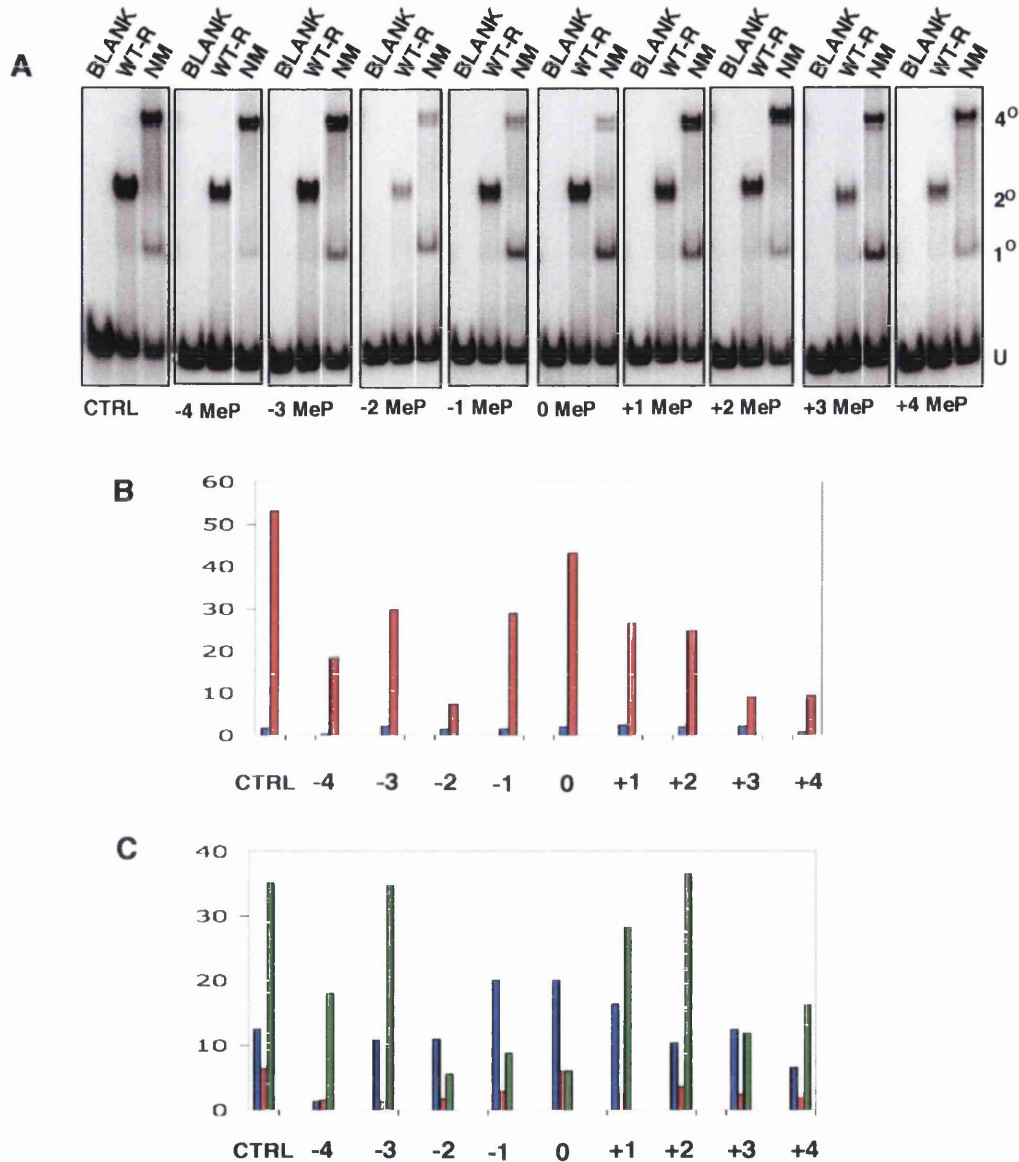 A
BLANK WT-R NM BLANK WT-R NM BLANK WT-R NM BLANK WT-R NM BLANK WT-R NM BLANK WT-R NM BLANK WT-R NM BLANK WT-R NM BLANK WT-R NM BLANK WT-R NM
4º
2º
1º
U
CTRL -4 MeP -3 MeP -2 MeP -1 MeP 0 MeP +1 MeP +2 MeP +3 MeP +4 MeP
B
60
50
40
30
20
10
0
CTRL -4 -3 -2 -1 0 +1 +2 +3 +4
C
40
30
20
10
0
CTRL -4 -3 -2 -1 0 +1 +2 +3 +4